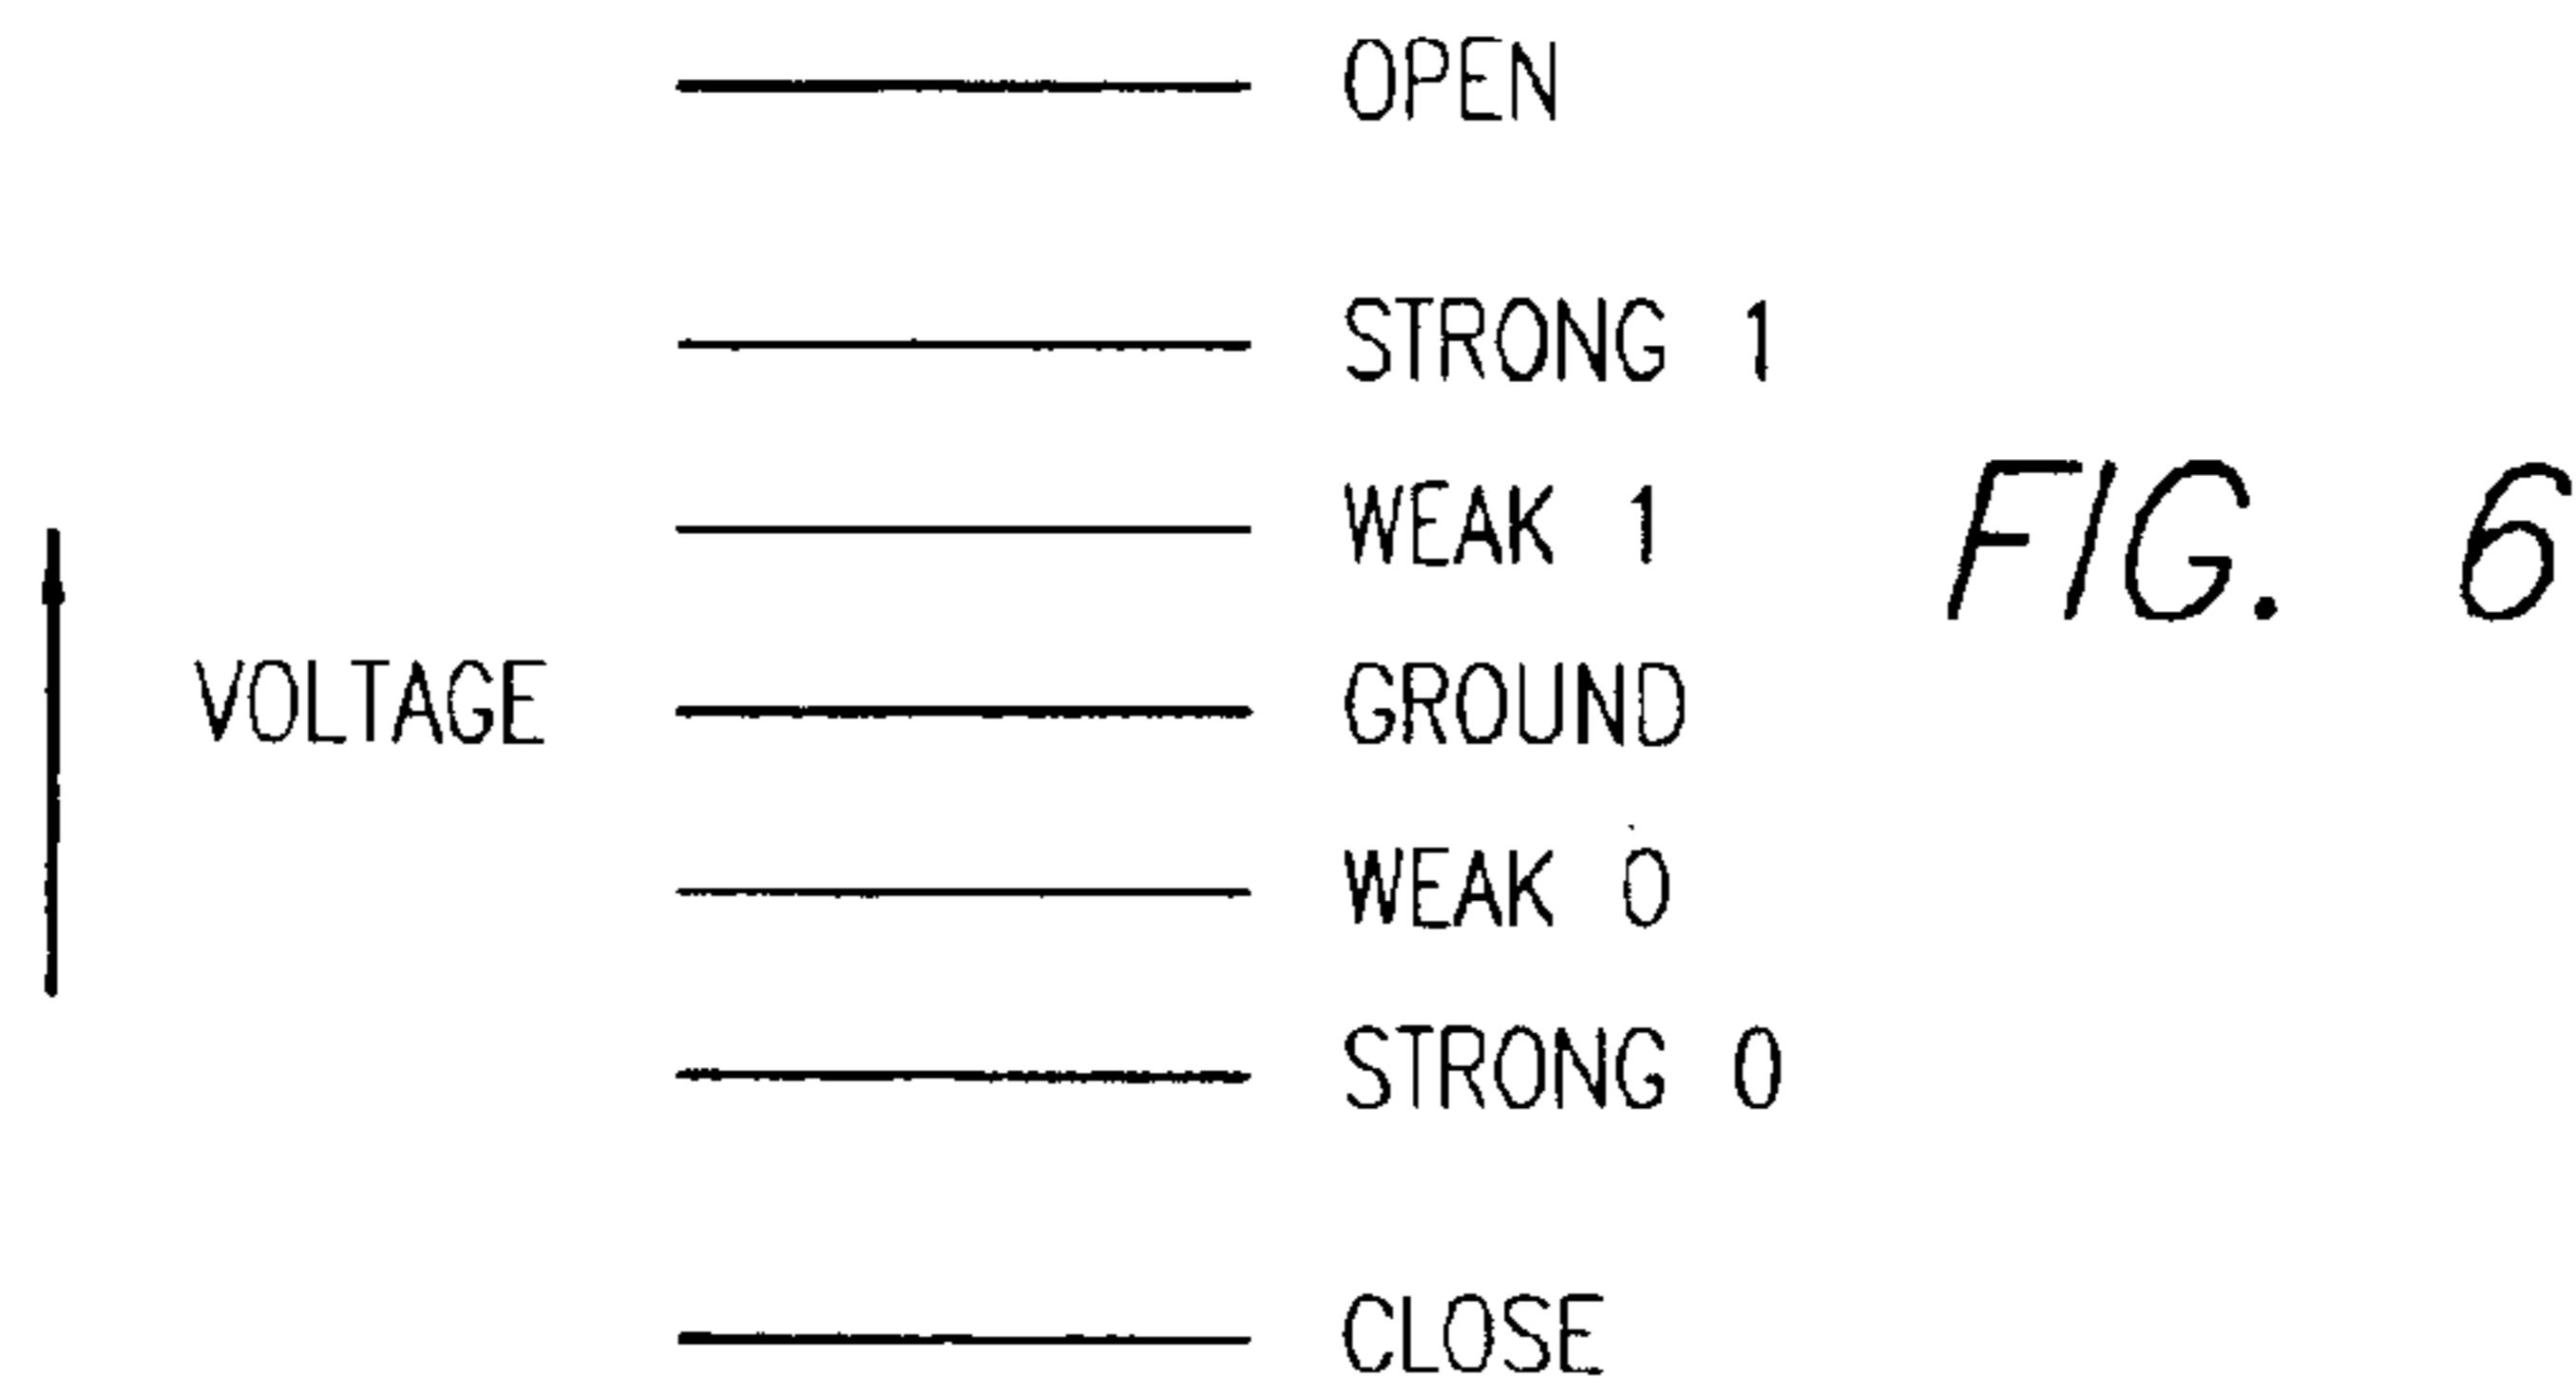 OPEN
STRONG 1
WEAK 1
FIG. 6
VOLTAGE
GROUND
WEAK 0
STRONG 0
CLOSE